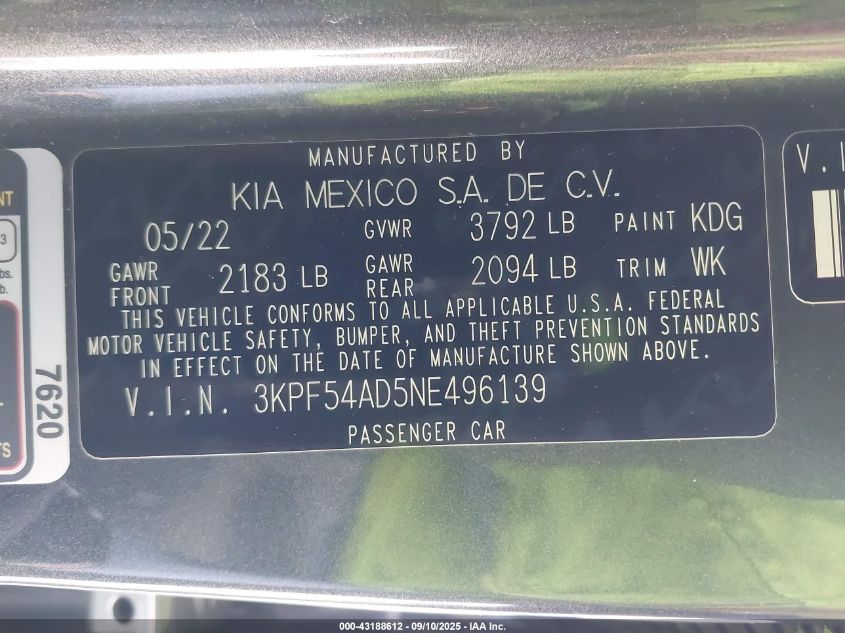 MANUFACTURED BY
KIA MEXICO S.A. DE C.V.
05/22 GVWR 3792 LB PAINT KDG
GAWR FRONT 2183 LB GAWR REAR 2094 LB TRIM WK
THIS VEHICLE CONFORMS TO ALL APPLICABLE U.S.A. FEDERAL
MOTOR VEHICLE SAFETY, BUMPER, AND THEFT PREVENTION STANDARDS
IN EFFECT ON THE DATE OF MANUFACTURE SHOWN ABOVE.
V.I.N. 3KPF54AD5NE496139
PASSENGER CAR
7620
000-43188612 - 09/10/2025 - IAA Inc.